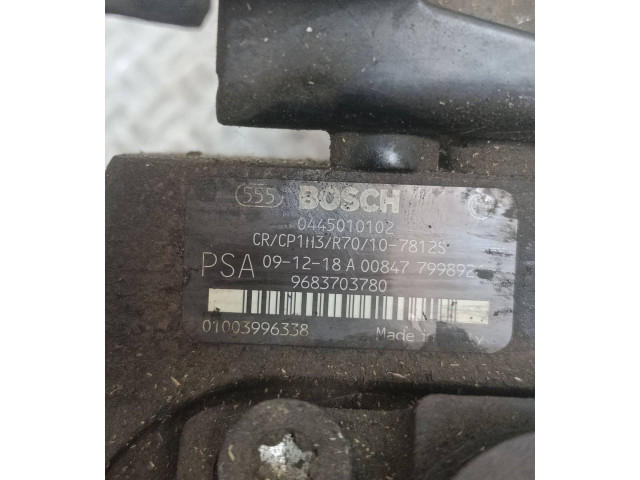 555 BOSCH
0445010102
CR/CP1H3/R70/10-7812S
PSA 09-12-18 A 00847 799892
9683703780
01003996338 Made in